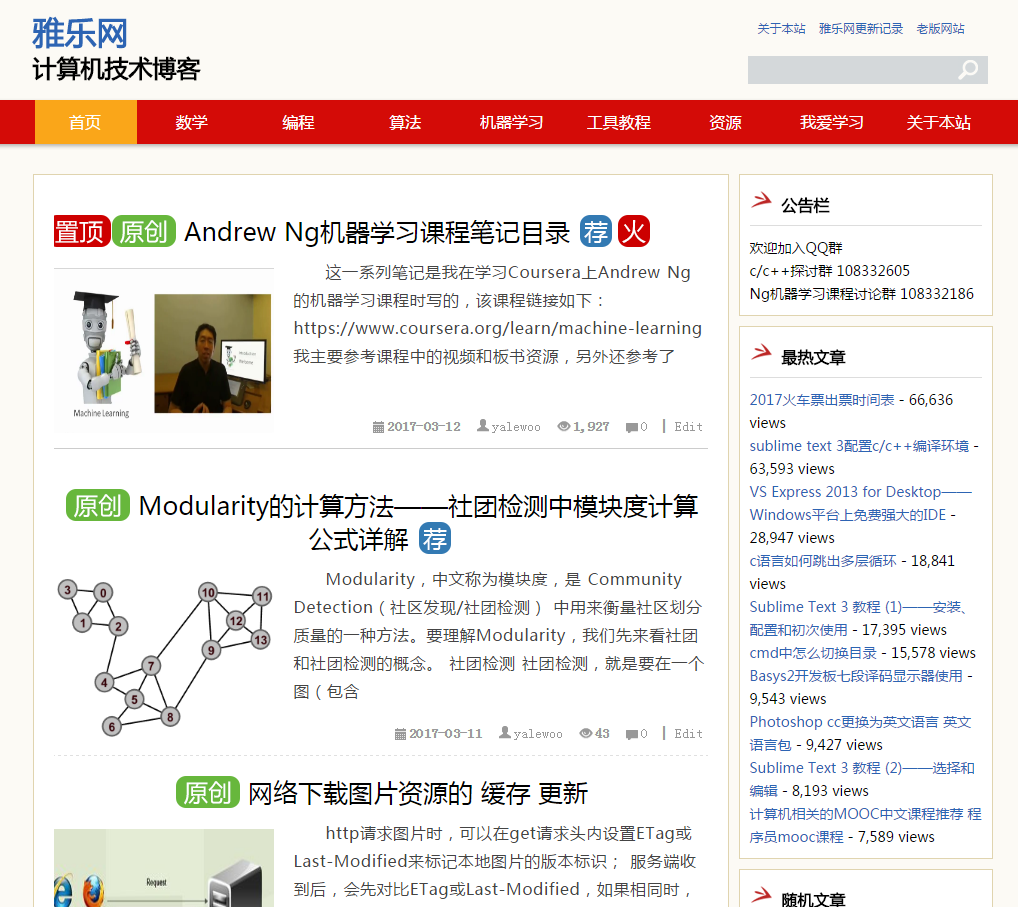 雅乐网
计算机技术博客
关于本站 雅乐网更新记录 老版网站
首页 数学 编程 算法 机器学习 工具教程 资源 我爱学习 关于本站
置顶 原创 Andrew Ng机器学习课程笔记目录 荐 火
这一系列笔记是我在学习Coursera上Andrew Ng
的机器学习课程时写的，该课程链接如下：
https://www.coursera.org/learn/machine-learning
我主要参考课程中的视频和板书资源，另外还参考了
Machine Learning
2017-03-12 yalewoo 1,927 0 | Edit
原创 Modularity的计算方法——社团检测中模块度计算
公式详解 荐
Modularity，中文称为模块度，是 Community
Detection（社区发现/社团检测 ） 中用来衡量社区划分
质量的一种方法。要理解Modularity，我们先来看社团
和社团检测的概念。 社团检测 社团检测，就是要在一个
图（包含
3 0 1 2 10 11 12 13 9 7 4 5 6 8
2017-03-11 yalewoo 43 0 | Edit
原创 网络下载图片资源的 缓存 更新
http请求图片时，可以在get请求头内设置ETag或
Last-Modified来标记本地图片的版本标识； 服务端收
到后，会先对比ETag或Last-Modified，如果相同时，
Request
公告栏
欢迎加入QQ群
c/c++探讨群 108332605
Ng机器学习课程讨论群 108332186
最热文章
2017火车票出票时间表 - 66,636
views
sublime text 3配置c/c++编译环境 -
63,593 views
VS Express 2013 for Desktop——
Windows平台上免费强大的IDE -
28,947 views
c语言如何跳出多层循环 - 18,841
views
Sublime Text 3 教程 (1)——安装、
配置和初次使用 - 17,395 views
cmd中怎么切换目录 - 15,578 views
Basys2开发板七段译码显示器使用 -
9,543 views
Photoshop cc更换为英文语言 英文
语言包 - 9,427 views
Sublime Text 3 教程 (2)——选择和
编辑 - 8,193 views
计算机相关的MOOC中文课程推荐 程
序员mooc课程 - 7,589 views
随机文章